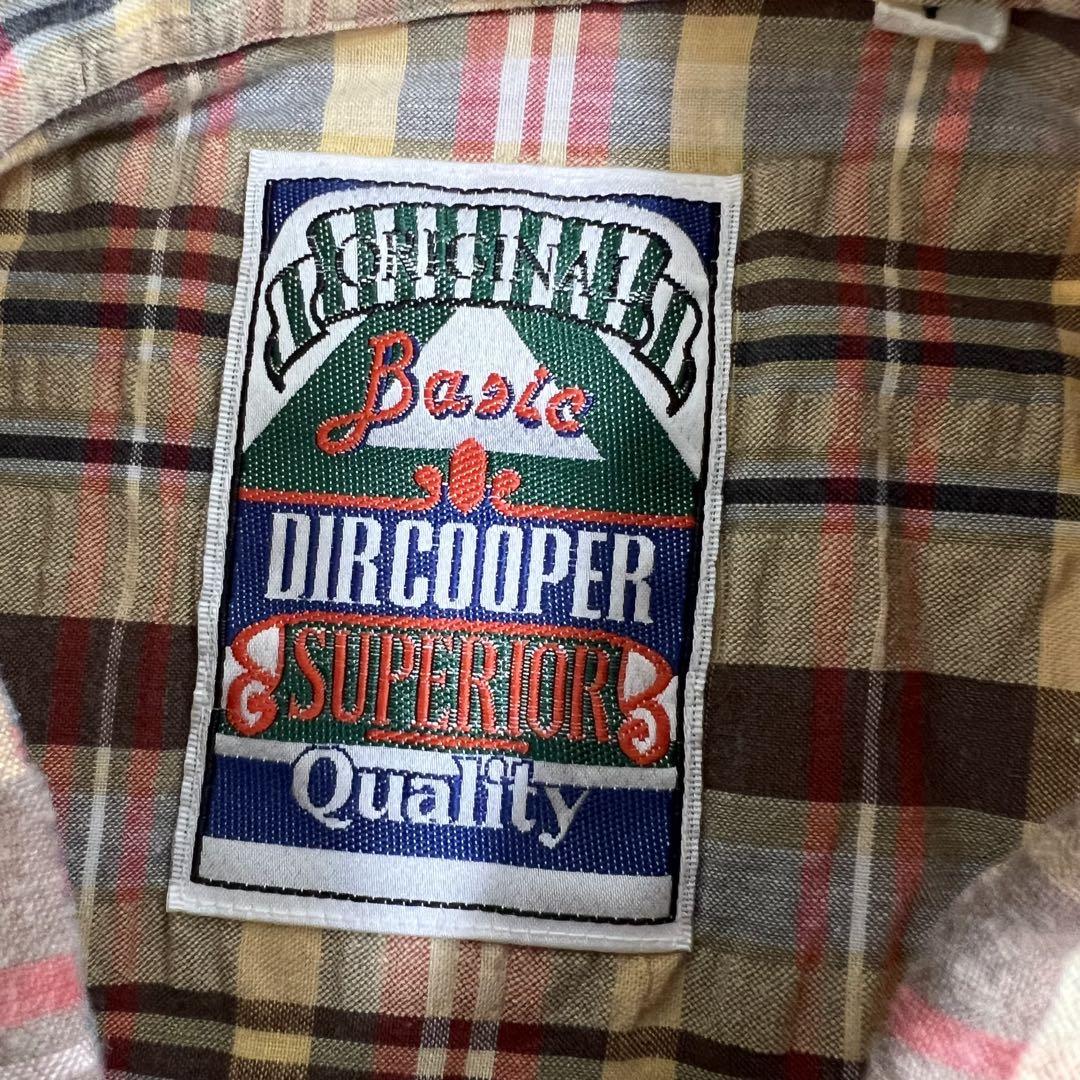 ORIGINAL
Basic
DIRCOOPER
SUPERIOR
Quality